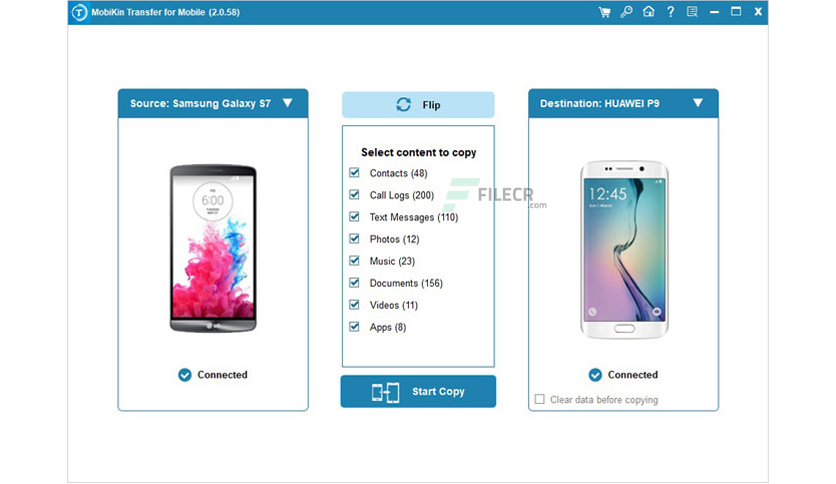 MobiKin Transfer for Mobile (2.0.58)
Source: Samsung Galaxy S7
Flip
Destination: HUAWEI P9
Select content to copy
Contacts (48)
Call Logs (200)
Text Messages (110)
Photos (12)
Music (23)
Documents (156)
Videos (11)
Apps (8)
FILECR
.com
6:00
LG
12:45
Connected
Connected
Start Copy
Clear data before copying